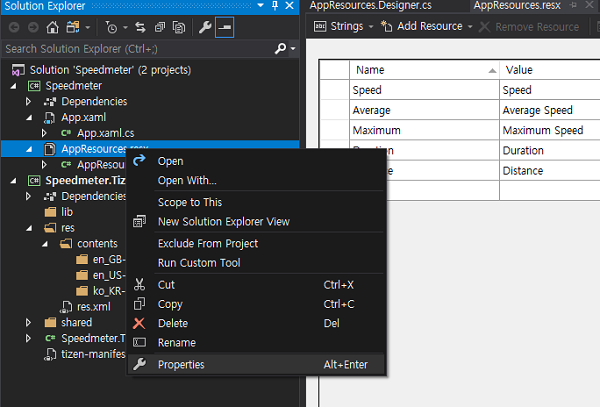 Solution Explorer
Search Solution Explorer (Ctrl+;)
Solution 'Speedmeter' (2 projects)
Speedmeter
Dependencies
App.xaml
App.xaml.cs
AppResources.resx
AppResou
Speedmeter.Tiz
Dependencies
lib
res
contents
en_GB-
en_US-
ko_KR-
res.xml
shared
Speedmeter.T
tizen-manifes
Open
Open With...
Scope to This
New Solution Explorer View
Exclude From Project
Run Custom Tool
Cut Ctrl+X
Copy Ctrl+C
Delete Del
Rename
Properties Alt+Enter
AppResources.Designer.cs AppResources.resx
Strings Add Resource Remove Resource
Name Value
Speed Speed
Average Average Speed
Maximum Maximum Speed
Duration Duration
e Distance